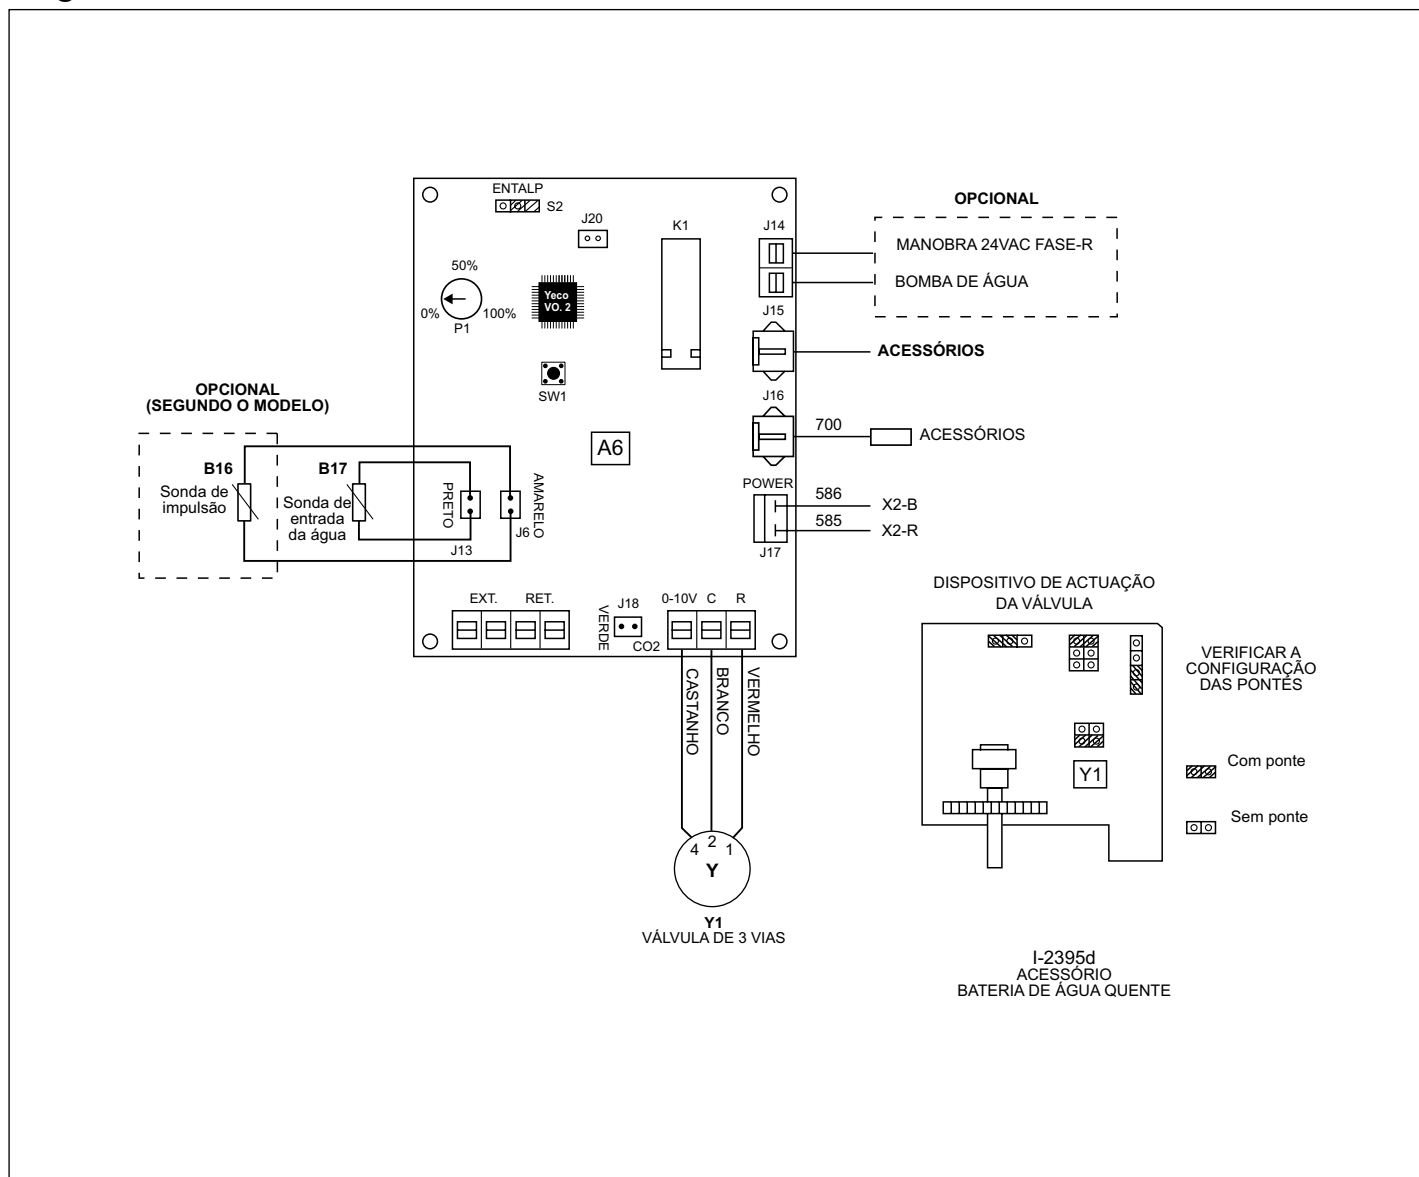 ENTALP
S2
J20
K1
J14
50%
0%
100%
P1
Yeco
VO. 2
SW1
J15
J16
A6
OPCIONAL
MANOBRA 24VAC FASE-R
BOMBA DE ÁGUA
ACESSÓRIOS
700
ACESSÓRIOS
POWER
586
X2-B
585
X2-R
J17
OPCIONAL
(SEGUNDO O MODELO)
B16
Sonda de
impulsão
B17
Sonda de
entrada
da água
PRETO
J13
AMARELO
J6
EXT.
RET.
VERDE
J18
CO2
0-10V
C
R
CASTANHO
BRANCO
VERMELHO
4
2
1
Y
Y1
VÁLVULA DE 3 VIAS
DISPOSITIVO DE ACTUAÇÃO
DA VÁLVULA
Y1
VERIFICAR A
CONFIGURAÇÃO
DAS PONTES
Com ponte
Sem ponte
I-2395d
ACESSÓRIO
BATERIA DE ÁGUA QUENTE